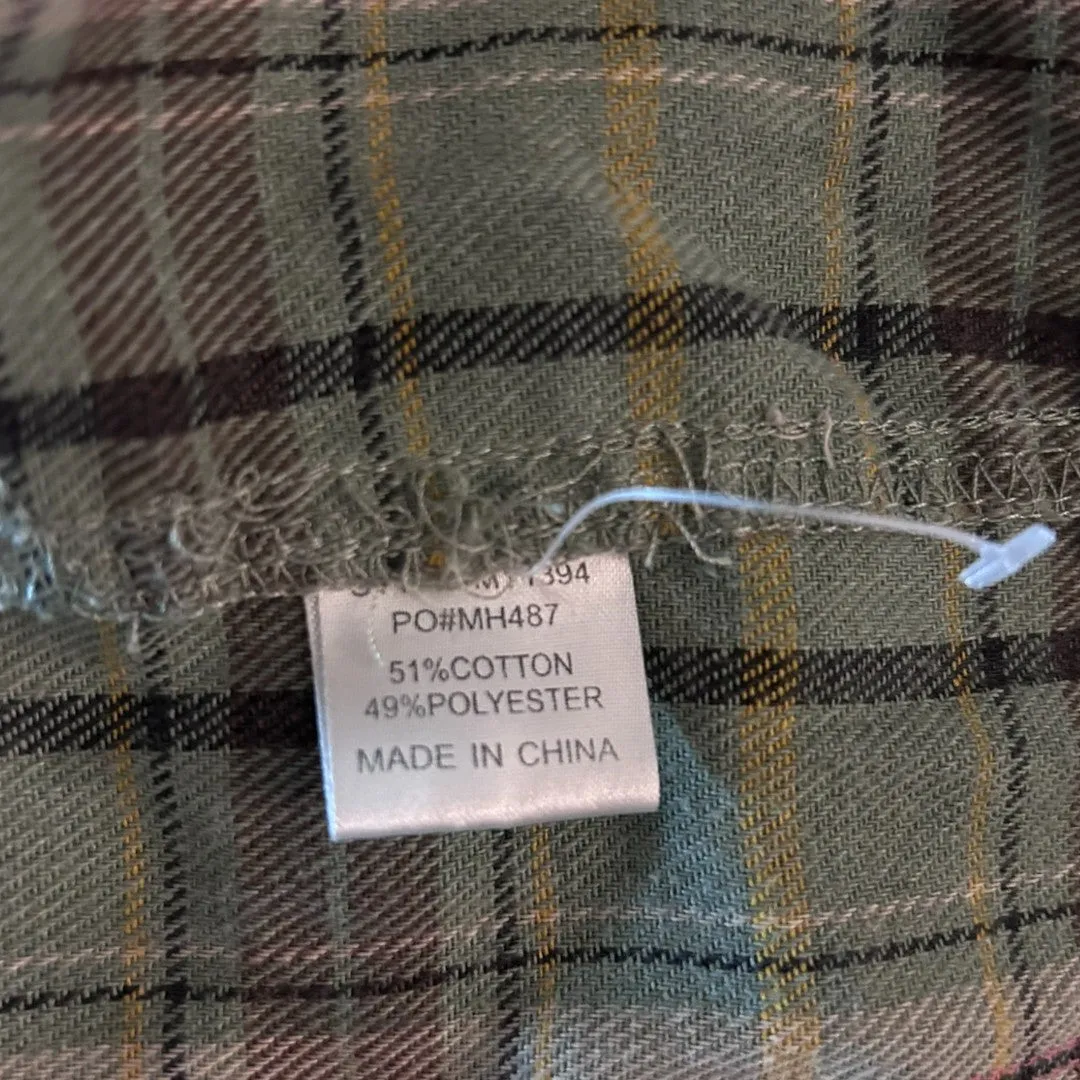 PO#MH487
51%COTTON
49%POLYESTER
MADE IN CHINA